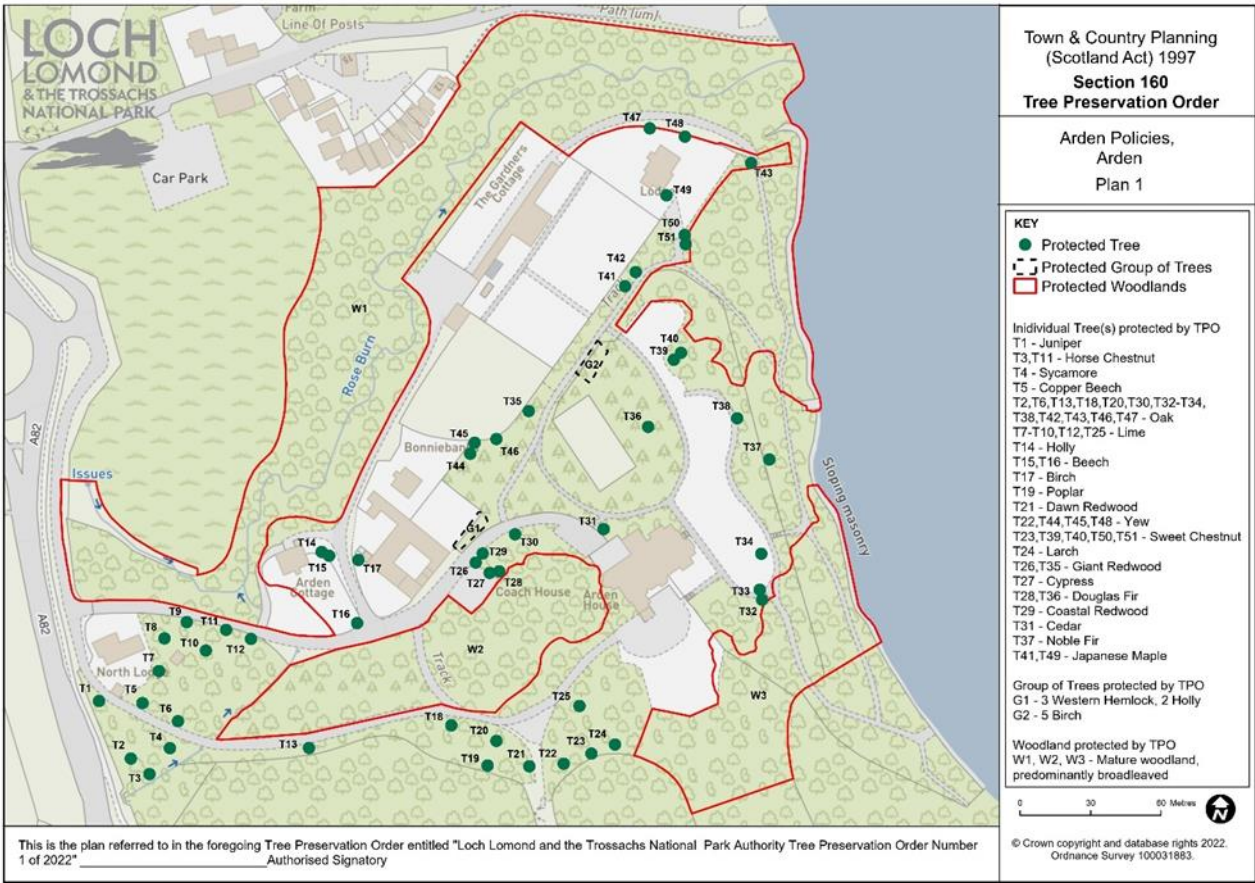 LOCH
LOMOND
& THE TROSSACHS
NATIONAL PARK
Farm
Line Of Posts
Path (um)
15
12
Car Park
The Gardners
Cottage
T47
T48
T43
T49
T50
T51
T42
T41
Track
W1
Rose Burn
A82
T40
T39
G2
T35
T36
T38
T37
T45
T46
T44
Issues
Sloping masonry
G1
T31
T30
T14
T15
T17
T29
T26
T27
T28
T34
Arden
Cottage
Coach House
Arden
House
T33
T32
T16
T9
T11
T8
T10
T12
A82
W2
Track
T7
North Lodge
T1
T5
T6
T25
W3
T18
T4
T20
T13
T24
T23
T2
T3
T19
T21
T22
This is the plan referred to in the foregoing Tree Preservation Order entitled "Loch Lomond and the Trossachs National Park Authority Tree Preservation Order Number
1 of 2022" ________________________Authorised Signatory
Town & Country Planning
(Scotland Act) 1997
Section 160
Tree Preservation Order
Arden Policies,
Arden
Plan 1
KEY
Protected Tree
Protected Group of Trees
Protected Woodlands
Individual Tree(s) protected by TPO
T1 - Juniper
T3,T11 - Horse Chestnut
T4 - Sycamore
T5 - Copper Beech
T2,T6,T13,T18,T20,T30,T32-T34,
T38,T42,T43,T46,T47 - Oak
T7-T10,T12,T25 - Lime
T14 - Holly
T15,T16 - Beech
T17 - Birch
T19 - Poplar
T21 - Dawn Redwood
T22,T44,T45,T48 - Yew
T23,T39,T40,T50,T51 - Sweet Chestnut
T24 - Larch
T26,T35 - Giant Redwood
T27 - Cypress
T28,T36 - Douglas Fir
T29 - Coastal Redwood
T31 - Cedar
T37 - Noble Fir
T41,T49 - Japanese Maple
Group of Trees protected by TPO
G1 - 3 Western Hemlock, 2 Holly
G2 - 5 Birch
Woodland protected by TPO
W1, W2, W3 - Mature woodland,
predominantly broadleaved
0 30 60 Metres
N
© Crown copyright and database rights 2022.
Ordnance Survey 100031883.